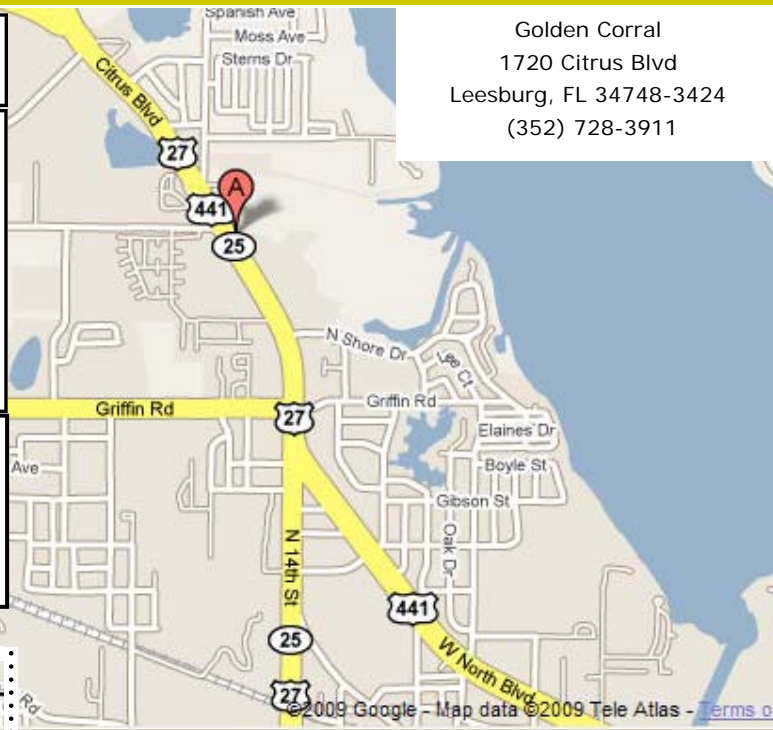 Golden Corral
1720 Citrus Blvd
Leesburg, FL 34748-3424
(352) 728-3911
Spanish Ave
Moss Ave
Sterns Dr
Citrus Blvd
27
441
A
25
N Shore Dr
Lee Ct
Griffin Rd
27
Griffin Rd
Elaines Dr
Ave
Boyle St
Gibson St
Oak Dr
N 14th St
441
25
W North Blvd
27
Rd
©2009 Google - Map data ©2009 Tele Atlas - Terms o